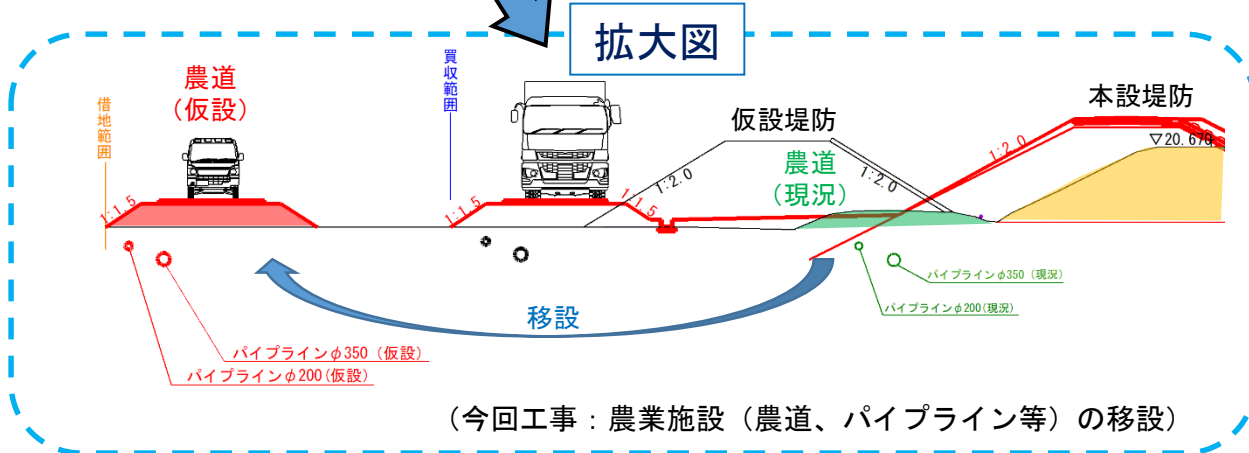 拡大図
農道
（仮設）
借地範囲
買収範囲
仮設堤防
本設堤防
農道
（現況）
▽20.670
1:1.5
1:1.5
1:1.5
1:2.0
1:2.0
1:2.0
パイプラインφ350（現況）
パイプラインφ200(現況)
移設
パイプラインφ350（仮設）
パイプラインφ200(仮設)
（今回工事：農業施設（農道、パイプライン等）の移設）